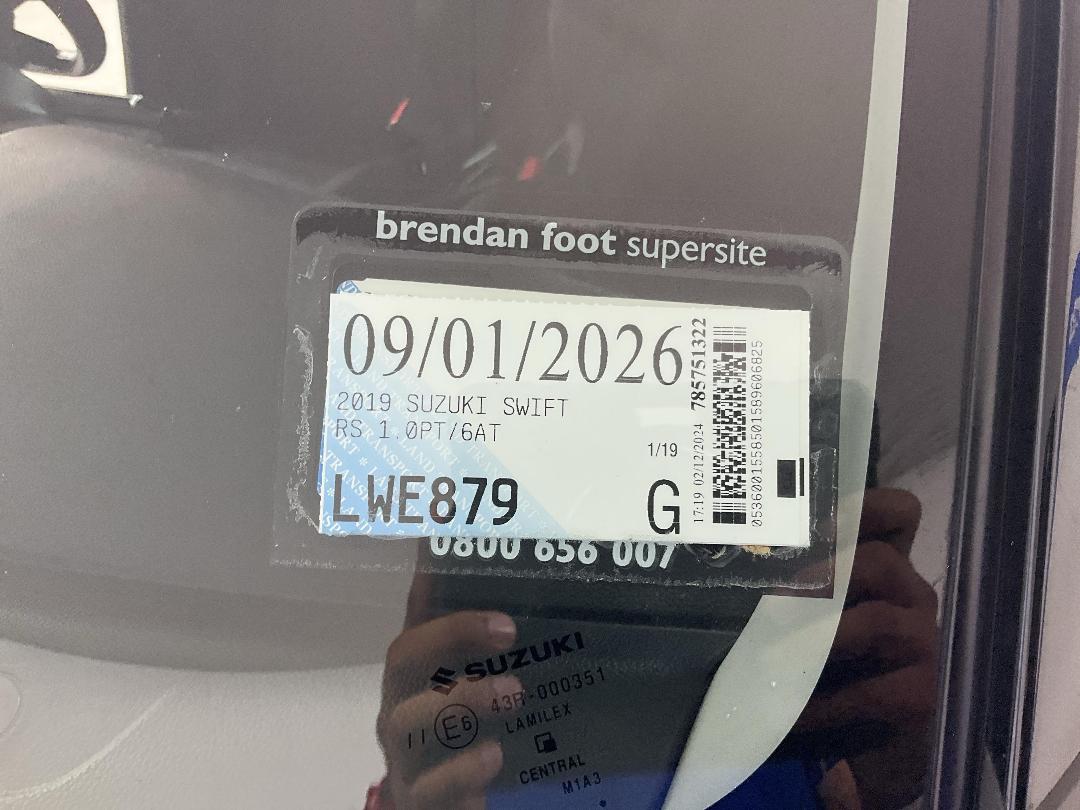 brendan foot supersite
09/01/2026
2019 SUZUKI SWIFT
RS 1.0PT/6AT
1/19
LWE879
G
785751322
17:19 02/12/2024
0800 656 007
SUZUKI
43R-000351
E6
LAMILEX
CENTRAL
M1A3